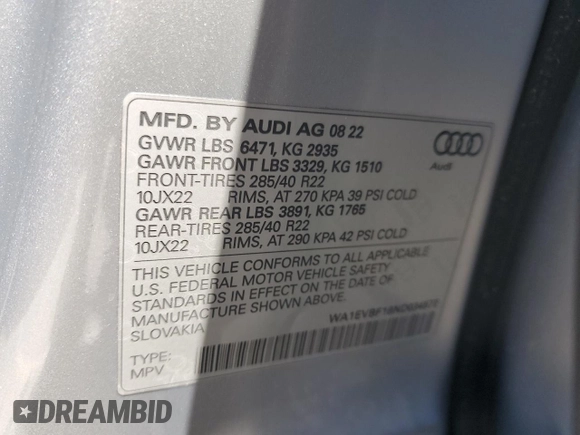 MFD. BY AUDI AG 08 22
GVWR LBS 6471, KG 2935
GAWR FRONT LBS 3329, KG 1510
FRONT-TIRES 285/40 R22
10JX22 RIMS, AT 270 KPA 39 PSI COLD
GAWR REAR LBS 3891, KG 1765
REAR-TIRES 285/40 R22
10JX22 RIMS, AT 290 KPA 42 PSI COLD
Audi
THIS VEHICLE CONFORMS TO ALL APPLICABLE
U.S. FEDERAL MOTOR VEHICLE SAFETY
STANDARDS IN EFFECT ON THE DATE OF
MANUFACTURE SHOWN ABOVE.
SLOVAKIA
TYPE:
MPV
DREAMBID